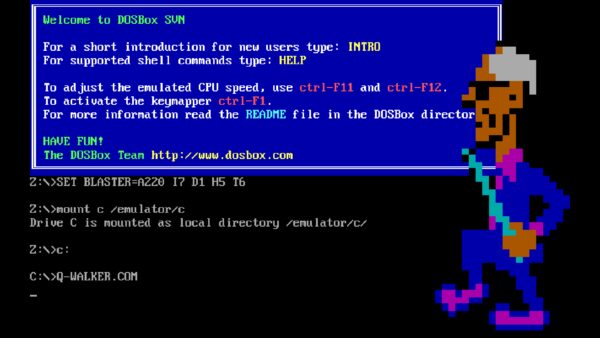 Welcome to DOSBox SVN
For a short introduction for new users type: INTRO
For supported shell commands type: HELP
To adjust the emulated CPU speed, use ctrl-F11 and ctrl-F12.
To activate the keymapper ctrl-F1.
For more information read the README file in the DOSBox director
HAVE FUN!
The DOSBox Team http://www.dosbox.com
Z:\>SET BLASTER=A220 I7 D1 H5 T6
Z:\>mount c /emulator/c
Drive C is mounted as local directory /emulator/c/
Z:\>c:
C:\>Q-WALKER.COM